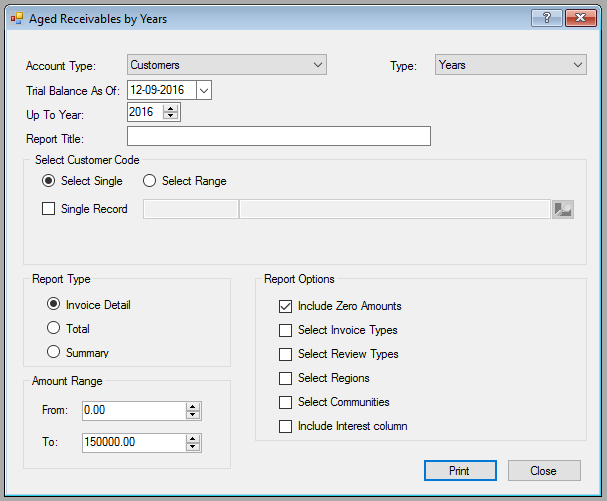 Aged Receivables by Years
?
Account Type: Customers Type: Years
Trial Balance As Of: 12-09-2016
Up To Year: 2016
Report Title:
Select Customer Code
Select Single Select Range
Single Record
Report Type
Invoice Detail
Total
Summary
Amount Range
From: 0.00
To: 150000.00
Report Options
Include Zero Amounts
Select Invoice Types
Select Review Types
Select Regions
Select Communities
Include Interest column
Print Close